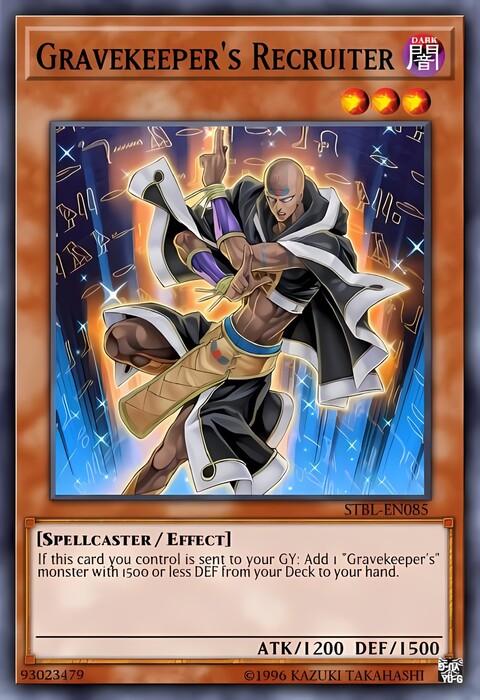 GRAVEKEEPER'S RECRUITER
DARK
闇
STBL-EN085
[SPELLCASTER / EFFECT]
If this card you control is sent to your GY: Add 1 "Gravekeeper's"
monster with 1500 or less DEF from your Deck to your hand.
ATK/1200 DEF/1500
93023479
©1996 KAZUKI TAKAHASHI